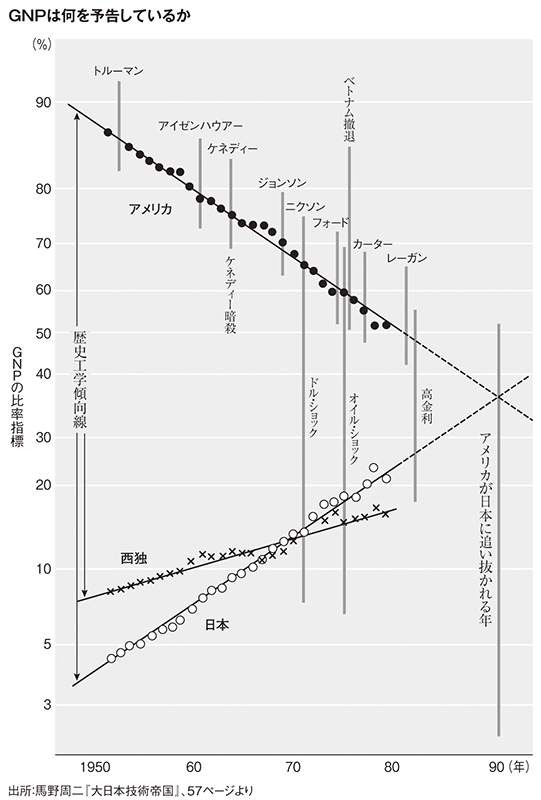 GNPは何を予告しているか
(%)
トルーマン
ベトナム撤退
90
アイゼンハウアー
ケネディー
ジョンソン
80
アメリカ
ニクソン
フォード
カーター
レーガン
70
ケネディー暗殺
60
50
歴史工学傾向線
GNPの比率指標
40
ドル・ショック
オイル・ショック
高金利
30
アメリカが日本に追い抜かれる年
20
西独
10
日本
5
3
1950
60
70
80
90(年)
出所:馬野周二『大日本技術帝国』、57ページより